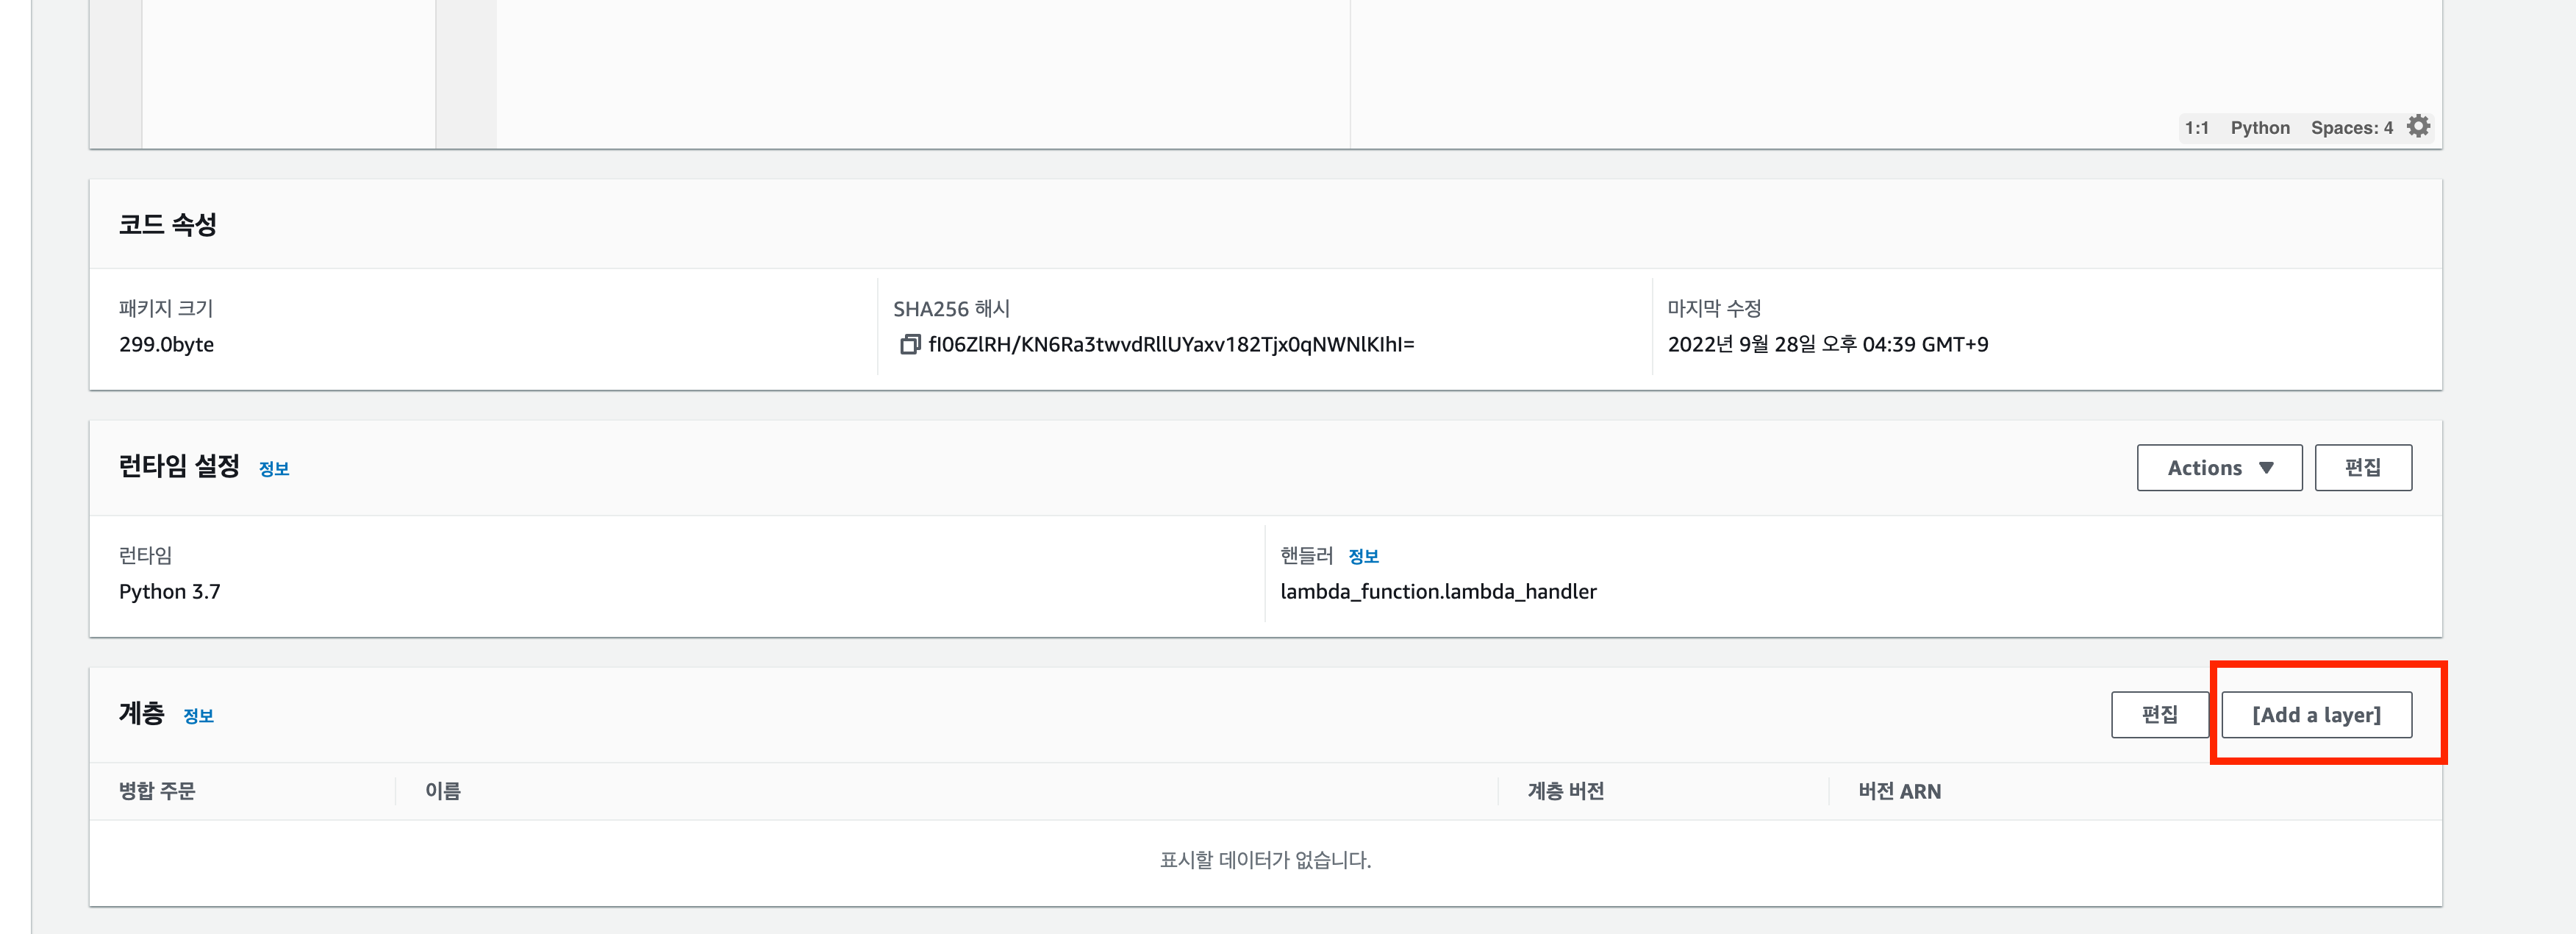 1:1 Python Spaces: 4
코드 속성
패키지 크기
299.0byte
SHA256 해시
fI06ZlRH/KN6Ra3twvdRllUYaxv182Tjx0qNWNlKIhI=
마지막 수정
2022년 9월 28일 오후 04:39 GMT+9
런타임 설정 정보
Actions ▼ 편집
런타임
Python 3.7
핸들러 정보
lambda_function.lambda_handler
계층 정보
편집 [Add a layer]
병합 주문 이름 계층 버전 버전 ARN
표시할 데이터가 없습니다.